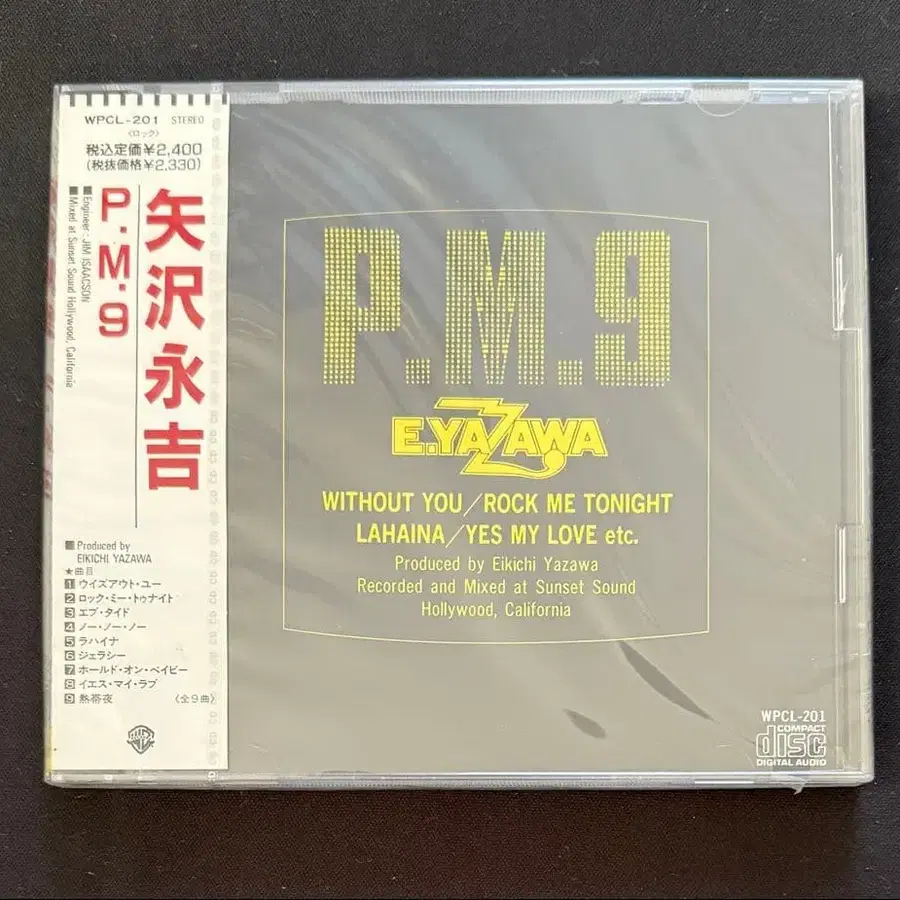 WPCL-201 STEREO
〈ロック〉
税込定価¥2,400
(税抜価格¥2,330)
矢沢永吉
P.M.9
■Engineer: JIM ISAACSON
■Mixed at Sunset Sound Hollywood, California
■Produced by
EIKICHI YAZAWA
★曲目
1 ウイズアウト・ユー
2 ロック・ミー・トゥナイト
3 エブ・タイド
4 ノー・ノー・ノー
5 ラハイナ
6 ジェラシー
7 ホールド・オン・ベイビー
8 イエス・マイ・ラブ
9 熱帯夜 〈全9曲〉
P.M.9
E.YAZAWA
WITHOUT YOU/ROCK ME TONIGHT
LAHAINA/YES MY LOVE etc.
Produced by Eikichi Yazawa
Recorded and Mixed at Sunset Sound
Hollywood, California
WPCL-201
COMPACT
disc
DIGITAL AUDIO